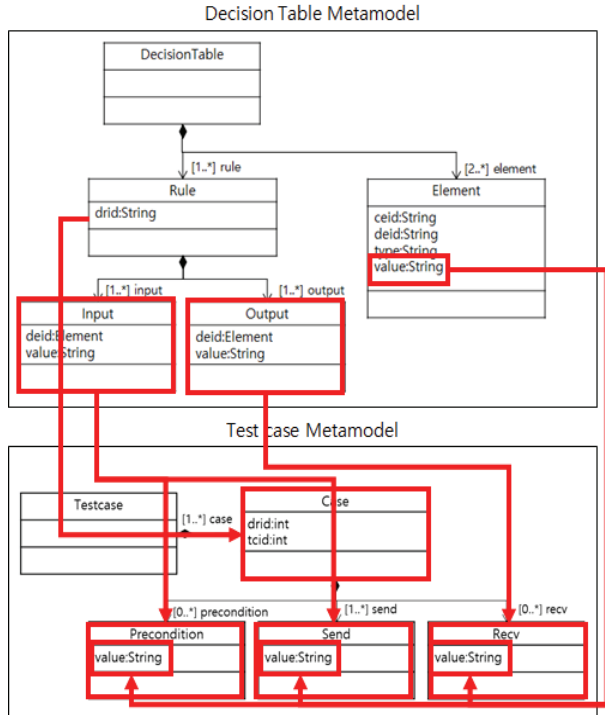 Decision Table Metamodel
DecisionTable
[1..*] rule
[2..*] element
Rule
drid:String
Element
ceid:String
deid:String
type:String
value:String
[1..*] input
[1..*] output
Input
deid:Element
value:String
Output
deid:Element
value:String
Test case Metamodel
Testcase
[1..*] case
Case
drid:int
tcid:int
[0..*] precondition
[1..*] send
[0..*] recv
Precondition
value:String
Send
value:String
Recv
value:String